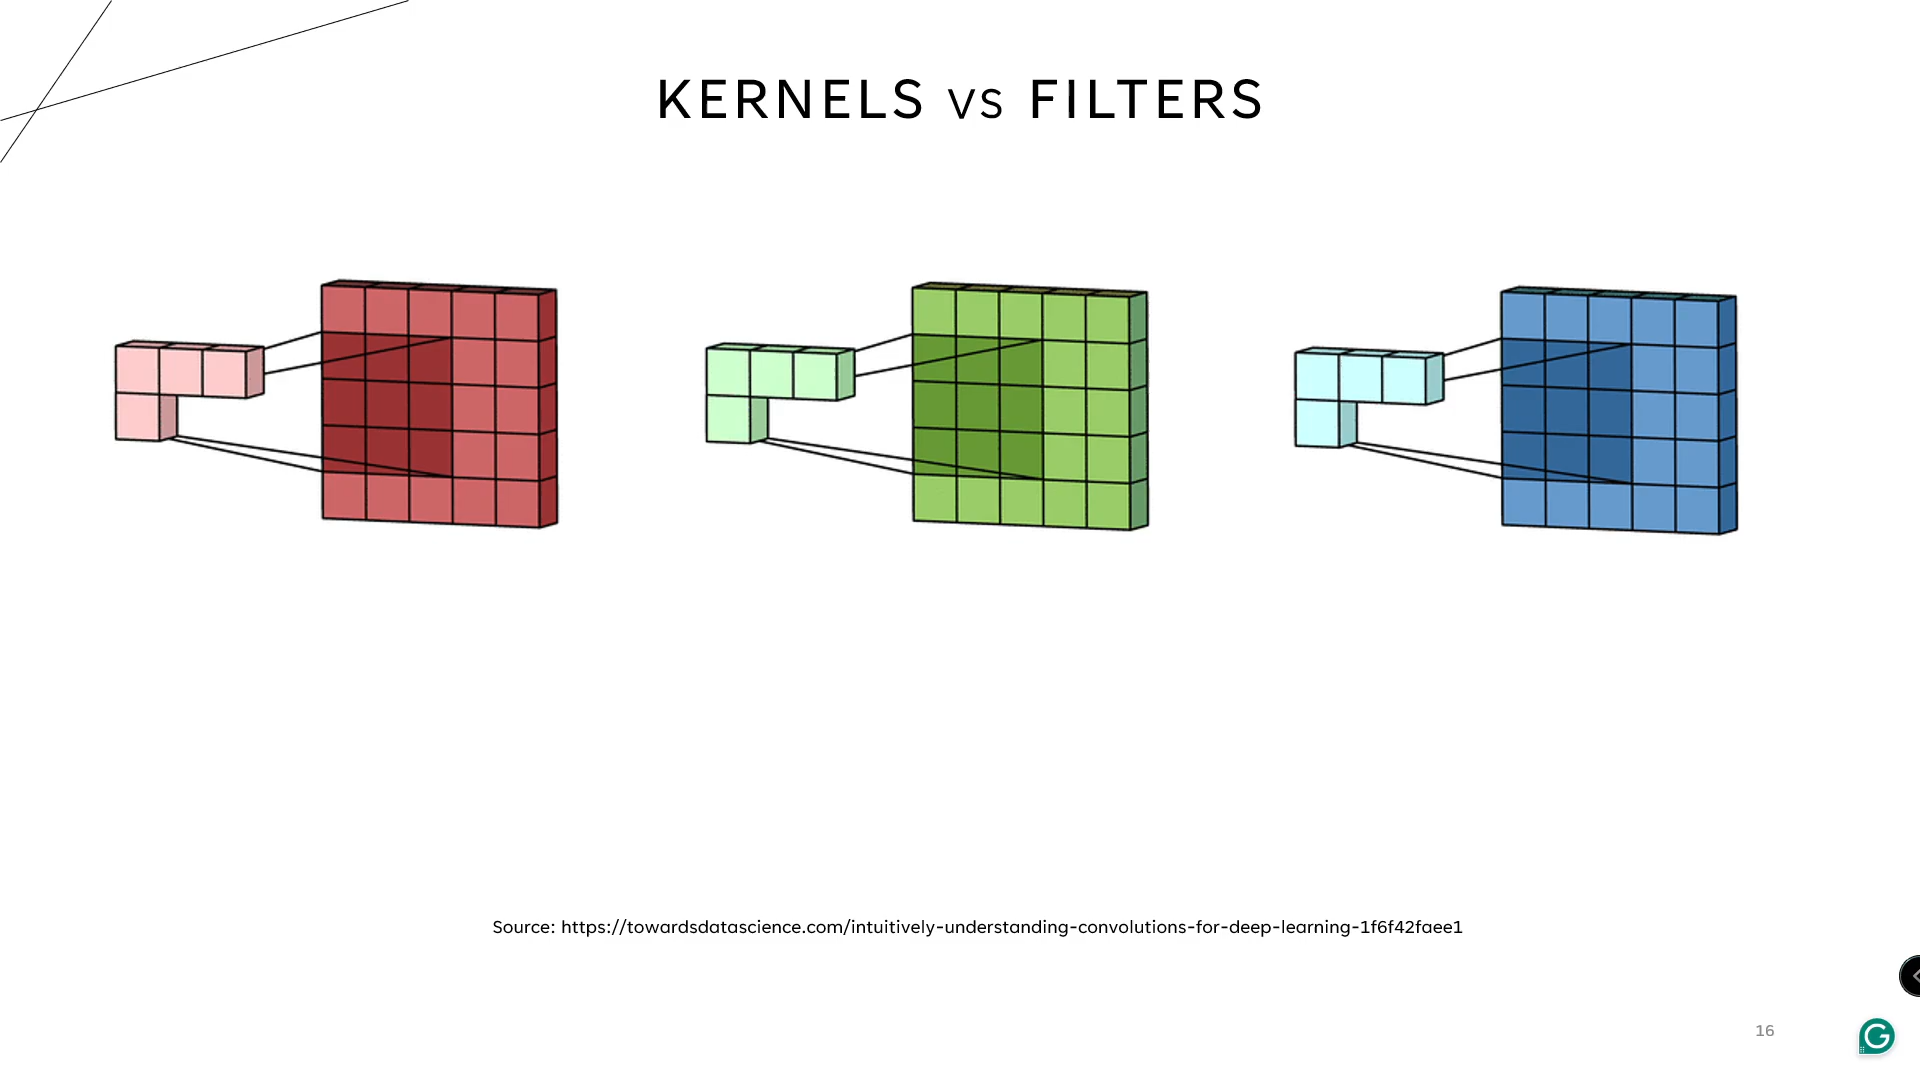 KERNELS vs FILTERS
Source: https://towardsdatascience.com/intuitively-understanding-convolutions-for-deep-learning-1f6f42faee1
16
G